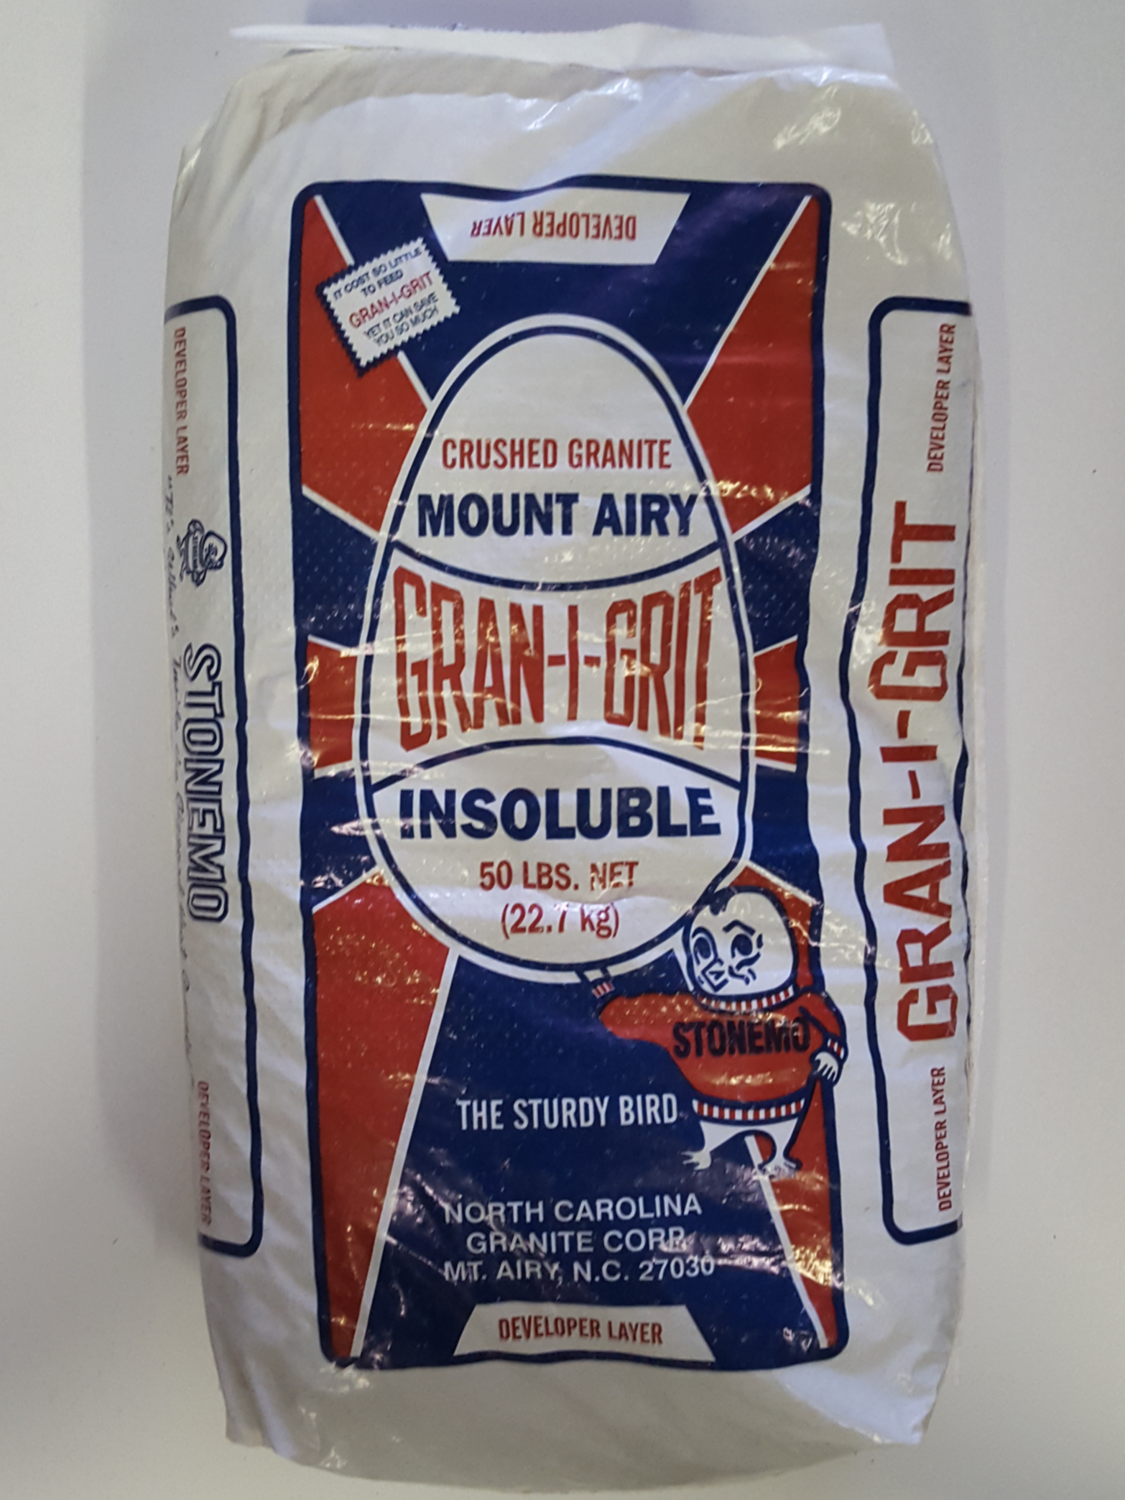 DEVELOPER LAYER
IT COST SO LITTLE
TO FEED
GRAN-I-GRIT
YET IT CAN SAVE
YOU SO MUCH
CRUSHED GRANITE
MOUNT AIRY
GRAN-I-GRIT
INSOLUBLE
50 LBS. NET
(22.7 kg)
STONEMO
THE STURDY BIRD
NORTH CAROLINA
GRANITE CORP.
MT. AIRY, N.C. 27030
DEVELOPER LAYER
DEVELOPER LAYER
STONEMO
DEVELOPER LAYER
DEVELOPER LAYER
GRAN-I-GRIT
DEVELOPER LAYER